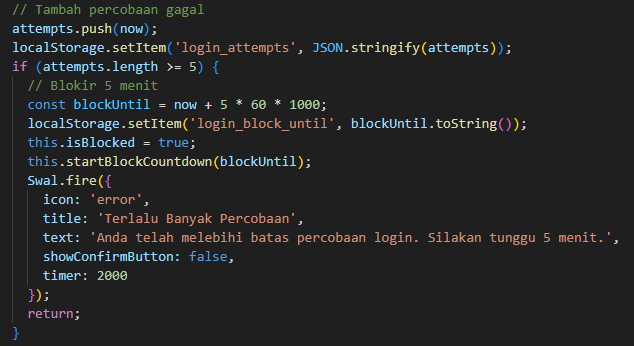 // Tambah percobaan gagal
attempts.push(now);
localStorage.setItem('login_attempts', JSON.stringify(attempts));
if (attempts.length >= 5) {
  // Blokir 5 menit
  const blockUntil = now + 5 * 60 * 1000;
  localStorage.setItem('login_block_until', blockUntil.toString());
  this.isBlocked = true;
  this.startBlockCountdown(blockUntil);
  Swal.fire({
    icon: 'error',
    title: 'Terlalu Banyak Percobaan',
    text: 'Anda telah melebihi batas percobaan login. Silakan tunggu 5 menit.',
    showConfirmButton: false,
    timer: 2000
  });
  return;
}